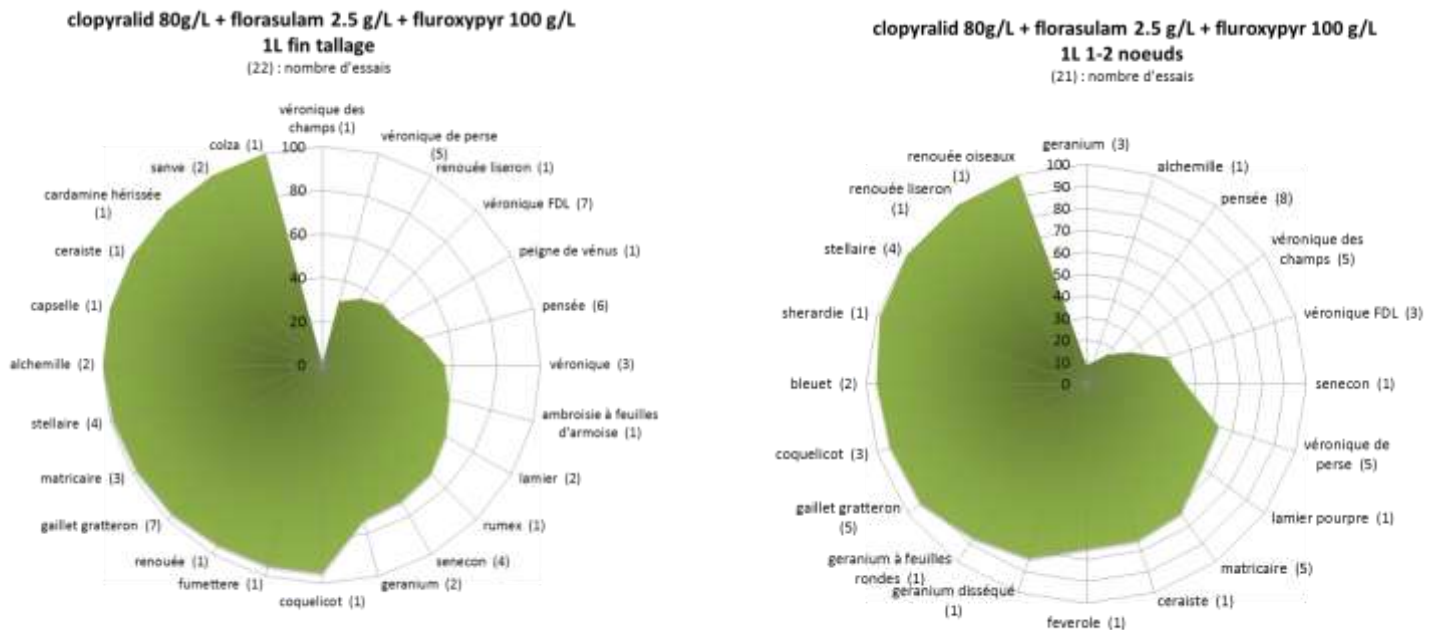 clopyralid 80g/L + florasulam 2.5 g/L + fluroxypyr 100 g/L
1L fin tallage
(22) : nombre d'essais
véronique des
champs (1)
véronique de perse
(5)
renouée liseron (1)
véronique FDL (7)
peigne de vénus (1)
pensée (6)
véronique (3)
ambroisie à feuilles
d'armoise (1)
lamier (2)
rumex (1)
senecon (4)
geranium (2)
coquelicot (1)
fumettere (1)
renouée (1)
gaillet gratteron (7)
matricaire (3)
stellaire (4)
alchemille (2)
capselle (1)
ceraiste (1)
cardamine hérissée
(1)
sanve (2)
colza (1)
100
80
60
40
20
0
clopyralid 80g/L + florasulam 2.5 g/L + fluroxypyr 100 g/L
1L 1-2 noeuds
(21) : nombre d'essais
geranium (3)
alchemille (1)
pensée (8)
véronique des
champs (5)
véronique FDL (3)
senecon (1)
véronique de
perse (5)
lamier pourpre (1)
matricaire (5)
ceraiste (1)
feverole (1)
geranium disséqué
(1)
geranium à feuilles
rondes (1)
gaillet gratteron
(5)
coquelicot (3)
bleuet (2)
sherardie (1)
stellaire (4)
renouée liseron
(1)
renouée oiseaux
(1)
100
90
80
70
60
50
40
30
20
10
0